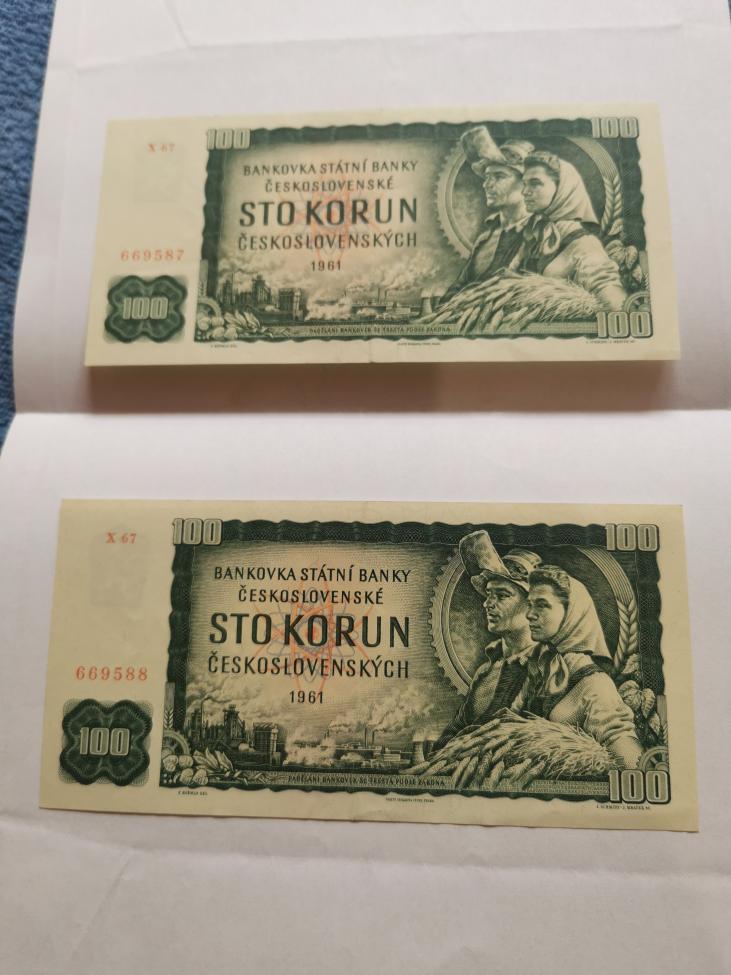 100
100
X 67
BANKOVKA STÁTNÍ BANKY
ČESKOSLOVENSKÉ
STO KORUN
ČESKOSLOVENSKÝCH
1961
669587
100
PADĚLÁNÍ BANKOVEK SE TRESTÁ PODLE ZÁKONA
100
100
100
X 67
BANKOVKA STÁTNÍ BANKY
ČESKOSLOVENSKÉ
STO KORUN
ČESKOSLOVENSKÝCH
1961
669588
100
PADĚLÁNÍ BANKOVEK SE TRESTÁ PODLE ZÁKONA
100